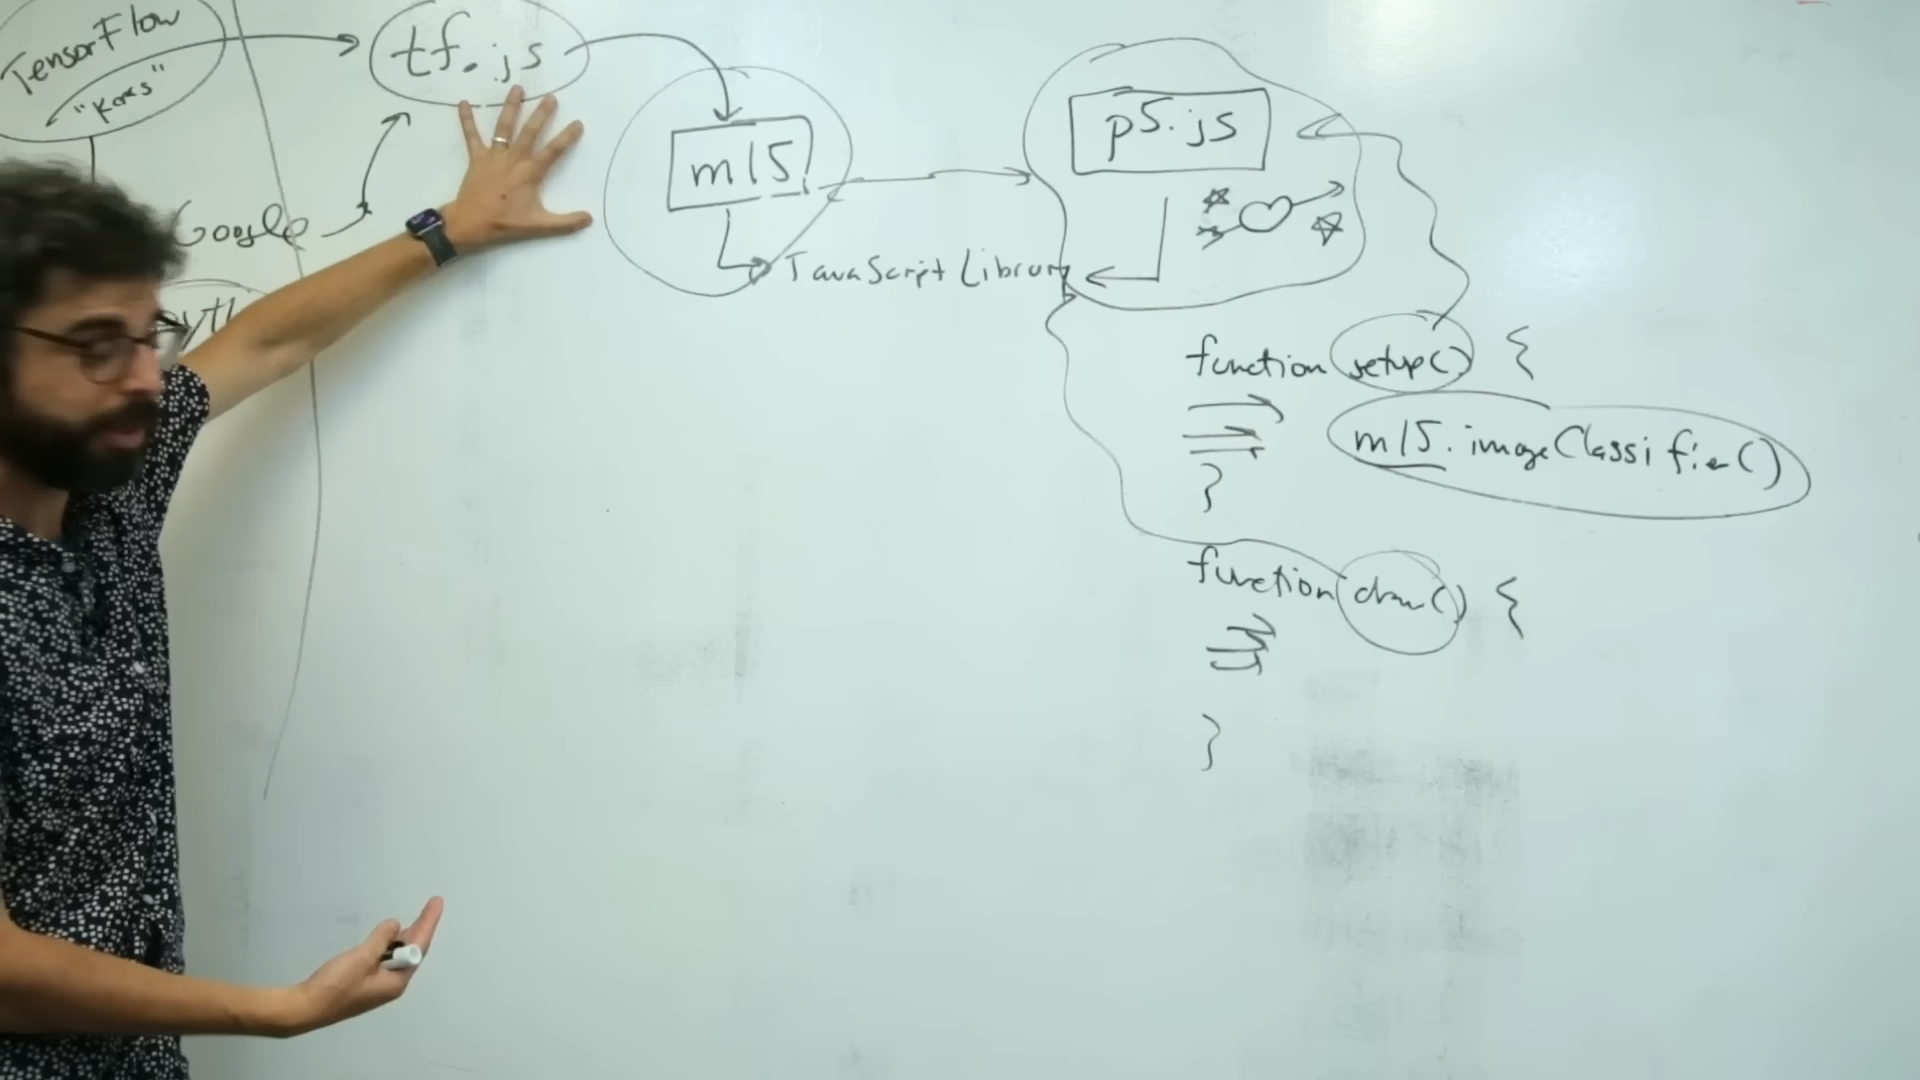 TensorFlow
"Keras"
tf.js
ml5
p5.js
Google
JavaScript Library
function setup() {
ml5.imageClassifier()
}
function draw() {
}